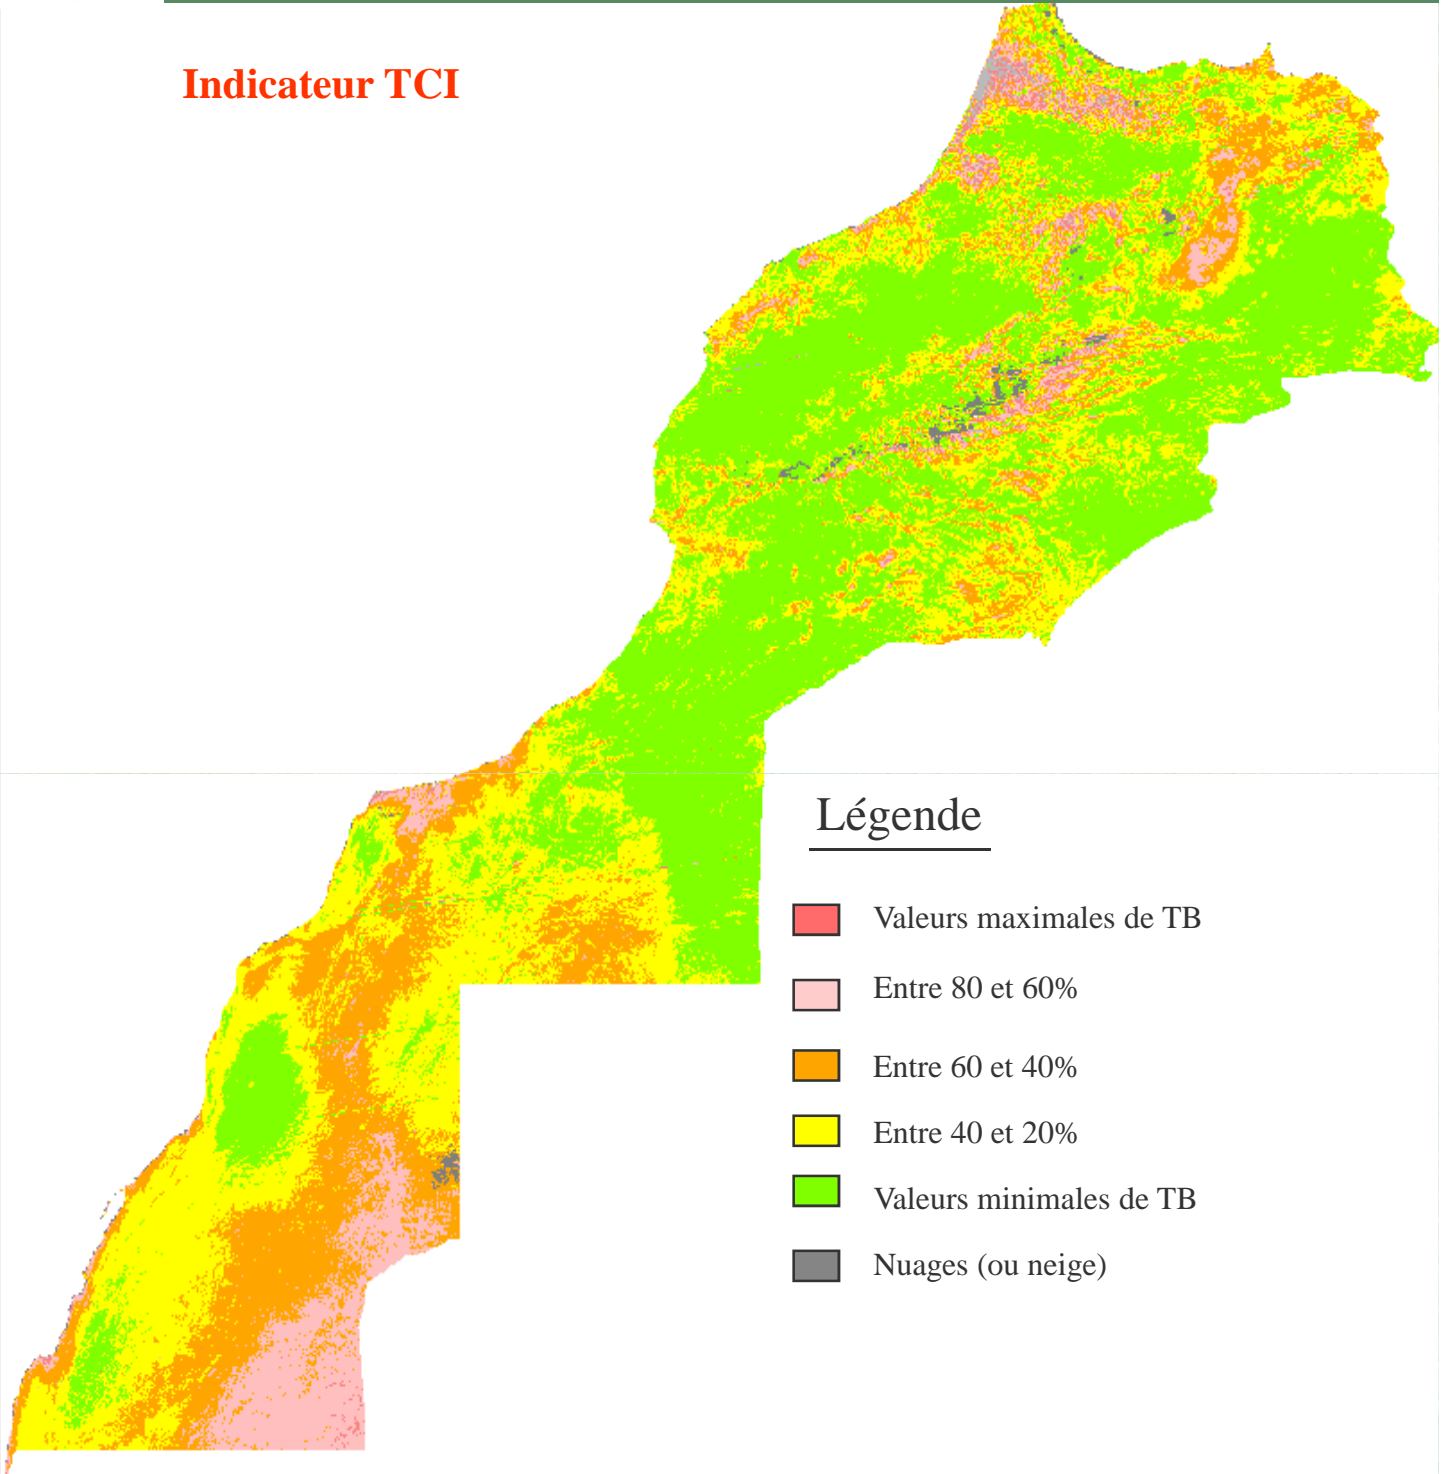 Indicateur TCI
Légende
Valeurs maximales de TB
Entre 80 et 60%
Entre 60 et 40%
Entre 40 et 20%
Valeurs minimales de TB
Nuages (ou neige)